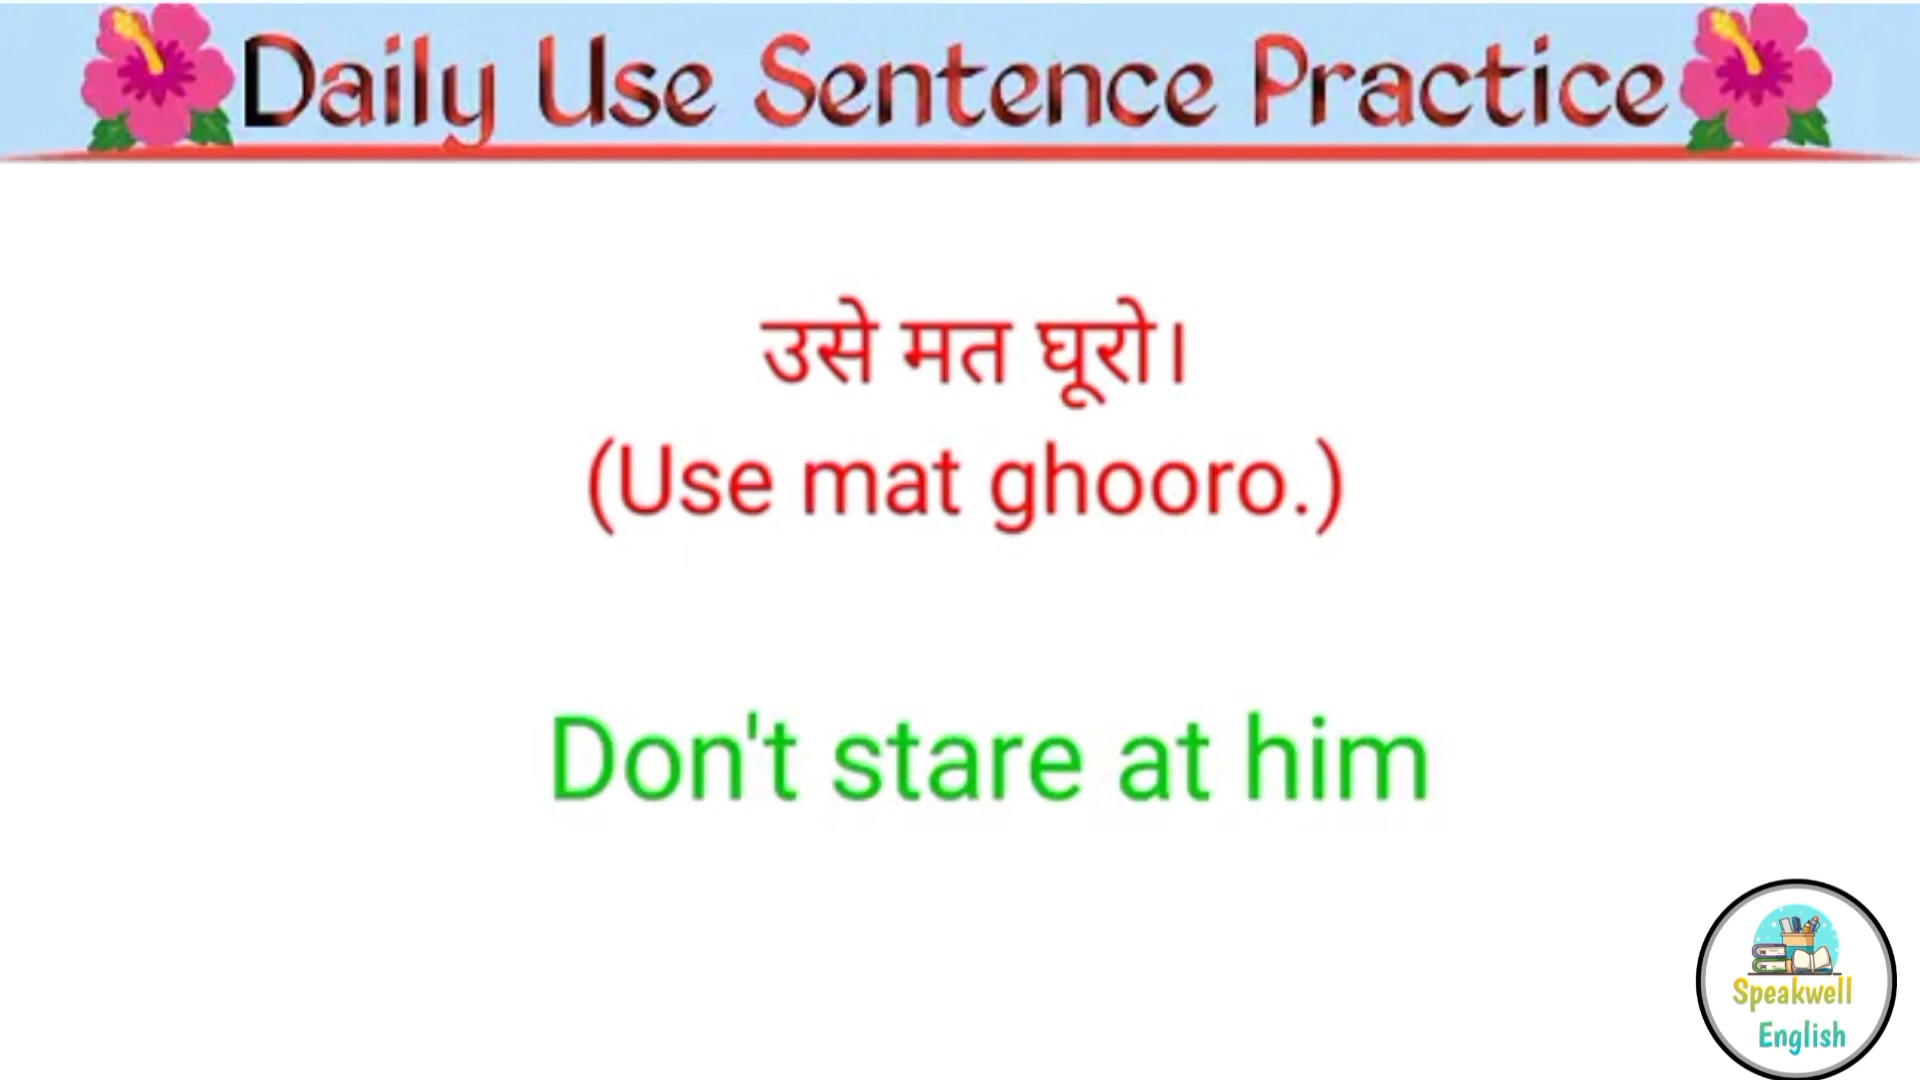 Daily Use Sentence Practice
उसे मत घूरो।
(Use mat ghooro.)
Don't stare at him
Speakwell
English